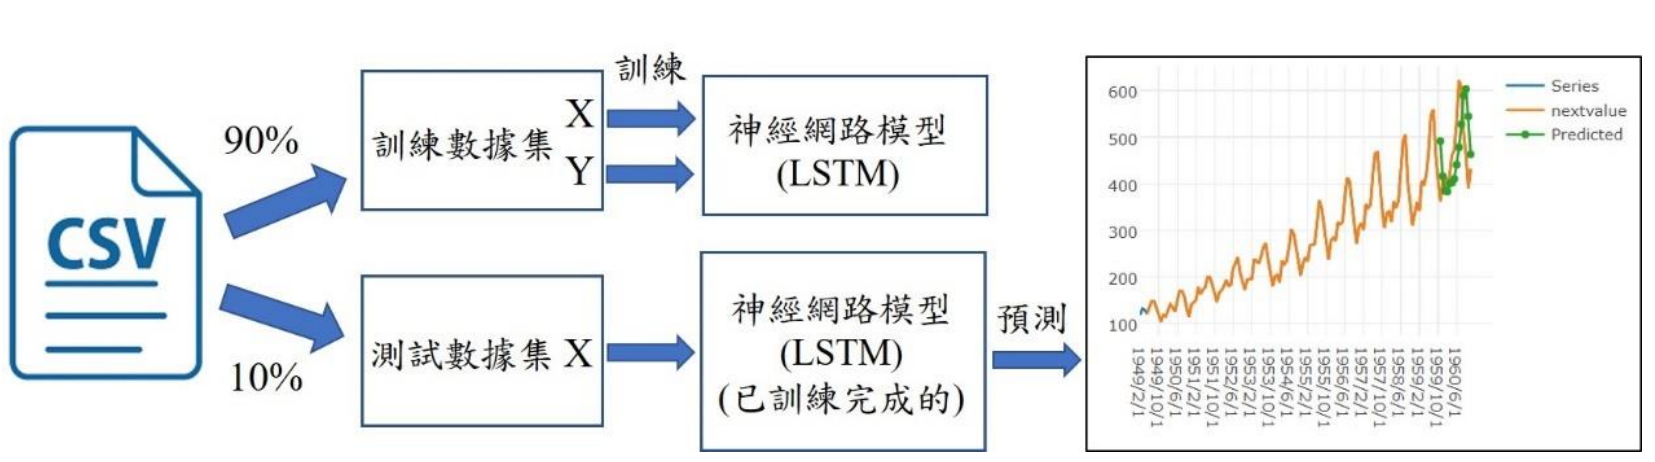 CSV
90%
10%
訓練數據集
X
Y
訓練
神經網路模型
(LSTM)
測試數據集 X
神經網路模型
(LSTM)
(已訓練完成的)
預測
Series
nextvalue
Predicted
600
500
400
300
200
100
1949/2/1
1949/10/1
1950/6/1
1951/2/1
1951/10/1
1952/6/1
1953/2/1
1953/10/1
1954/6/1
1955/2/1
1955/10/1
1956/6/1
1957/2/1
1957/10/1
1958/6/1
1959/2/1
1959/10/1
1960/6/1